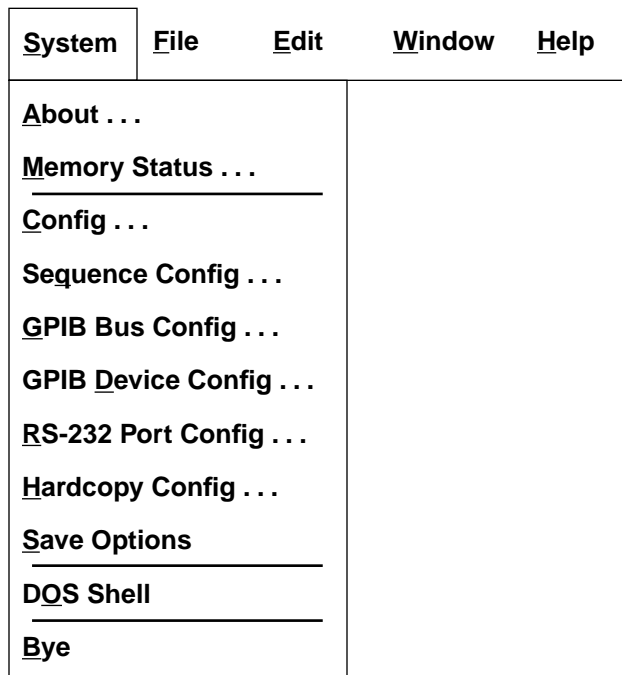 System File Edit Window Help
About . . .
Memory Status . . .
Config . . .
Sequence Config . . .
GPIB Bus Config . . .
GPIB Device Config . . .
RS-232 Port Config . . .
Hardcopy Config . . .
Save Options
DOS Shell
Bye